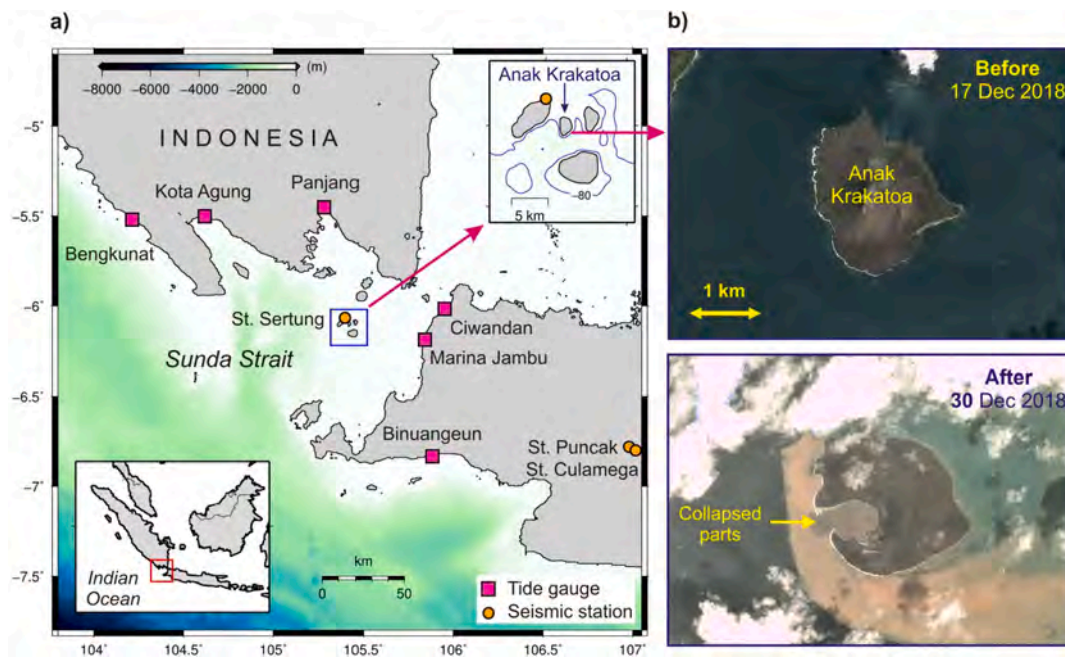 a)
b)
(m)
−8000 −6000 −4000 −2000 0
INDONESIA
Anak Krakatoa
80
5 km
Kota Agung
Panjang
Bengkunat
St. Sertung
Ciwandan
Marina Jambu
Sunda Strait
Binuangeun
St. Puncak
St. Culamega
Indian
Ocean
km
0 50
Tide gauge
Seismic station
−5°
−5.5°
−6°
−6.5°
−7°
−7.5°
104° 104.5° 105° 105.5° 106° 106.5° 107°
Before
17 Dec 2018
Anak
Krakatoa
1 km
After
30 Dec 2018
Collapsed
parts